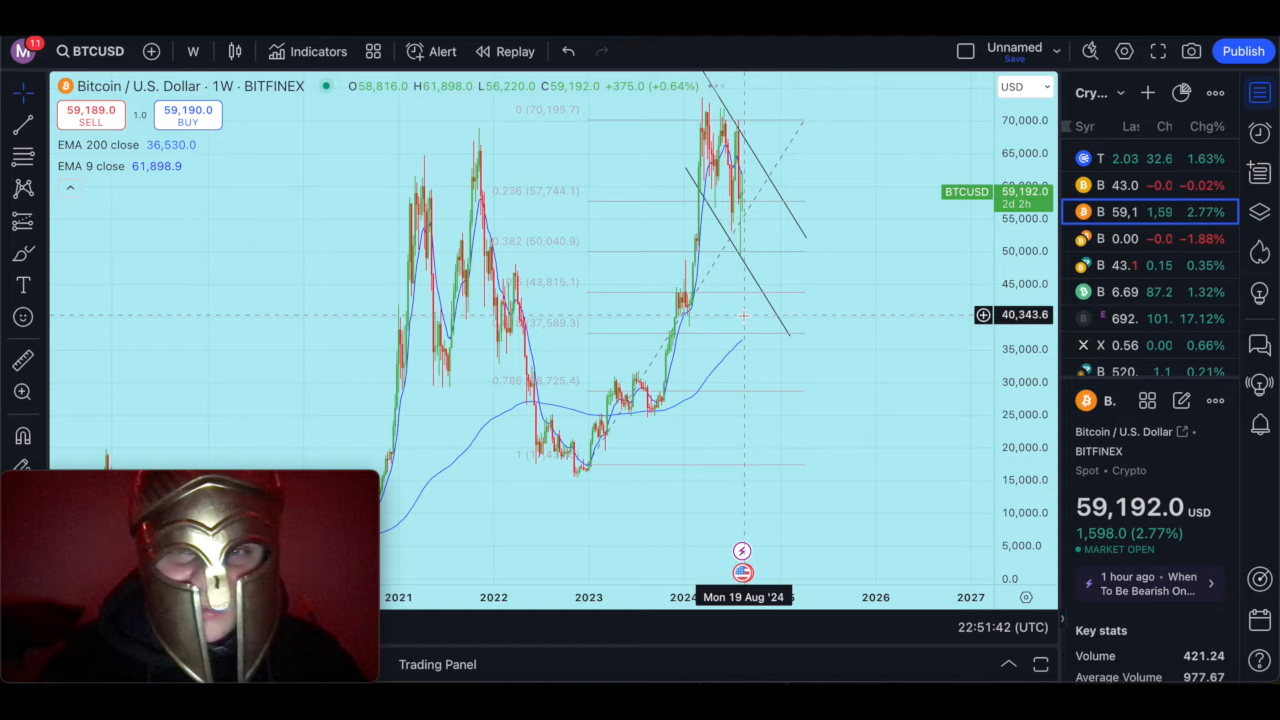 M 11 BTCUSD W Indicators Alert Replay Unnamed Save Publish
Bitcoin / U.S. Dollar · 1W · BITFINEX O58,816.0 H61,898.0 L56,220.0 C59,192.0 +375.0 (+0.64%)
59,189.0 SELL 1.0 59,190.0 BUY
EMA 200 close 36,530.0
EMA 9 close 61,898.9
0 (70,195.7)
0.236 (57,744.1)
0.382 (50,040.9)
(43,815.1)
0.786
USD
70,000.0
65,000.0
BTCUSD 59,192.0
2d 2h
55,000.0
50,000.0
45,000.0
40,343.6
35,000.0
30,000.0
25,000.0
20,000.0
15,000.0
10,000.0
5,000.0
0.0
2021 2022 2023 Mon 19 Aug '24 2026 2027
22:51:42 (UTC)
Trading Panel
Cry...
Syr Las Ch Chg%
T 2.03 32.6 1.63%
B 43.0 −0.0 −0.02%
B 59,1 1,59 2.77%
B 0.00 −0.0 −1.88%
B 43.1 0.15 0.35%
B 6.69 87.2 1.32%
B E 692. 101. 17.12%
X 0.56 0.00 0.66%
B 520. 1.1 0.21%
B.
Bitcoin / U.S. Dollar
BITFINEX
Spot • Crypto
59,192.0 USD
1,598.0 (2.77%)
MARKET OPEN
1 hour ago • When
To Be Bearish On...
Key stats
Volume 421.24
Average Volume 977.67